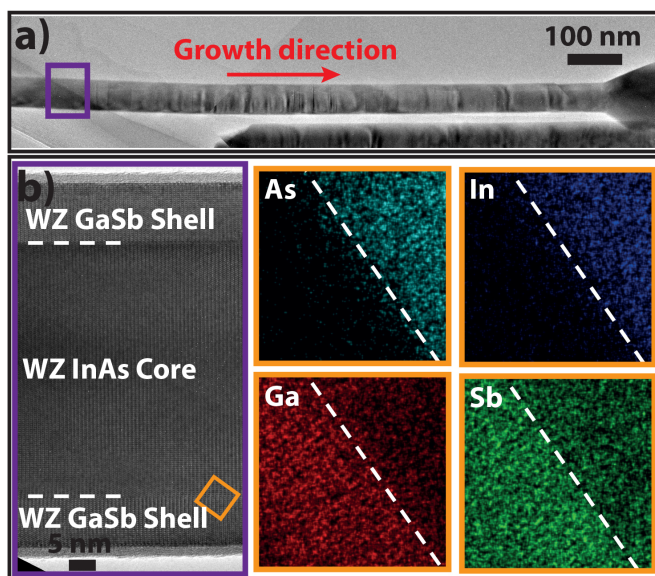 a)
Growth direction
100 nm
b)
WZ GaSb Shell
WZ InAs Core
WZ GaSb Shell
5 nm
As
In
Ga
Sb